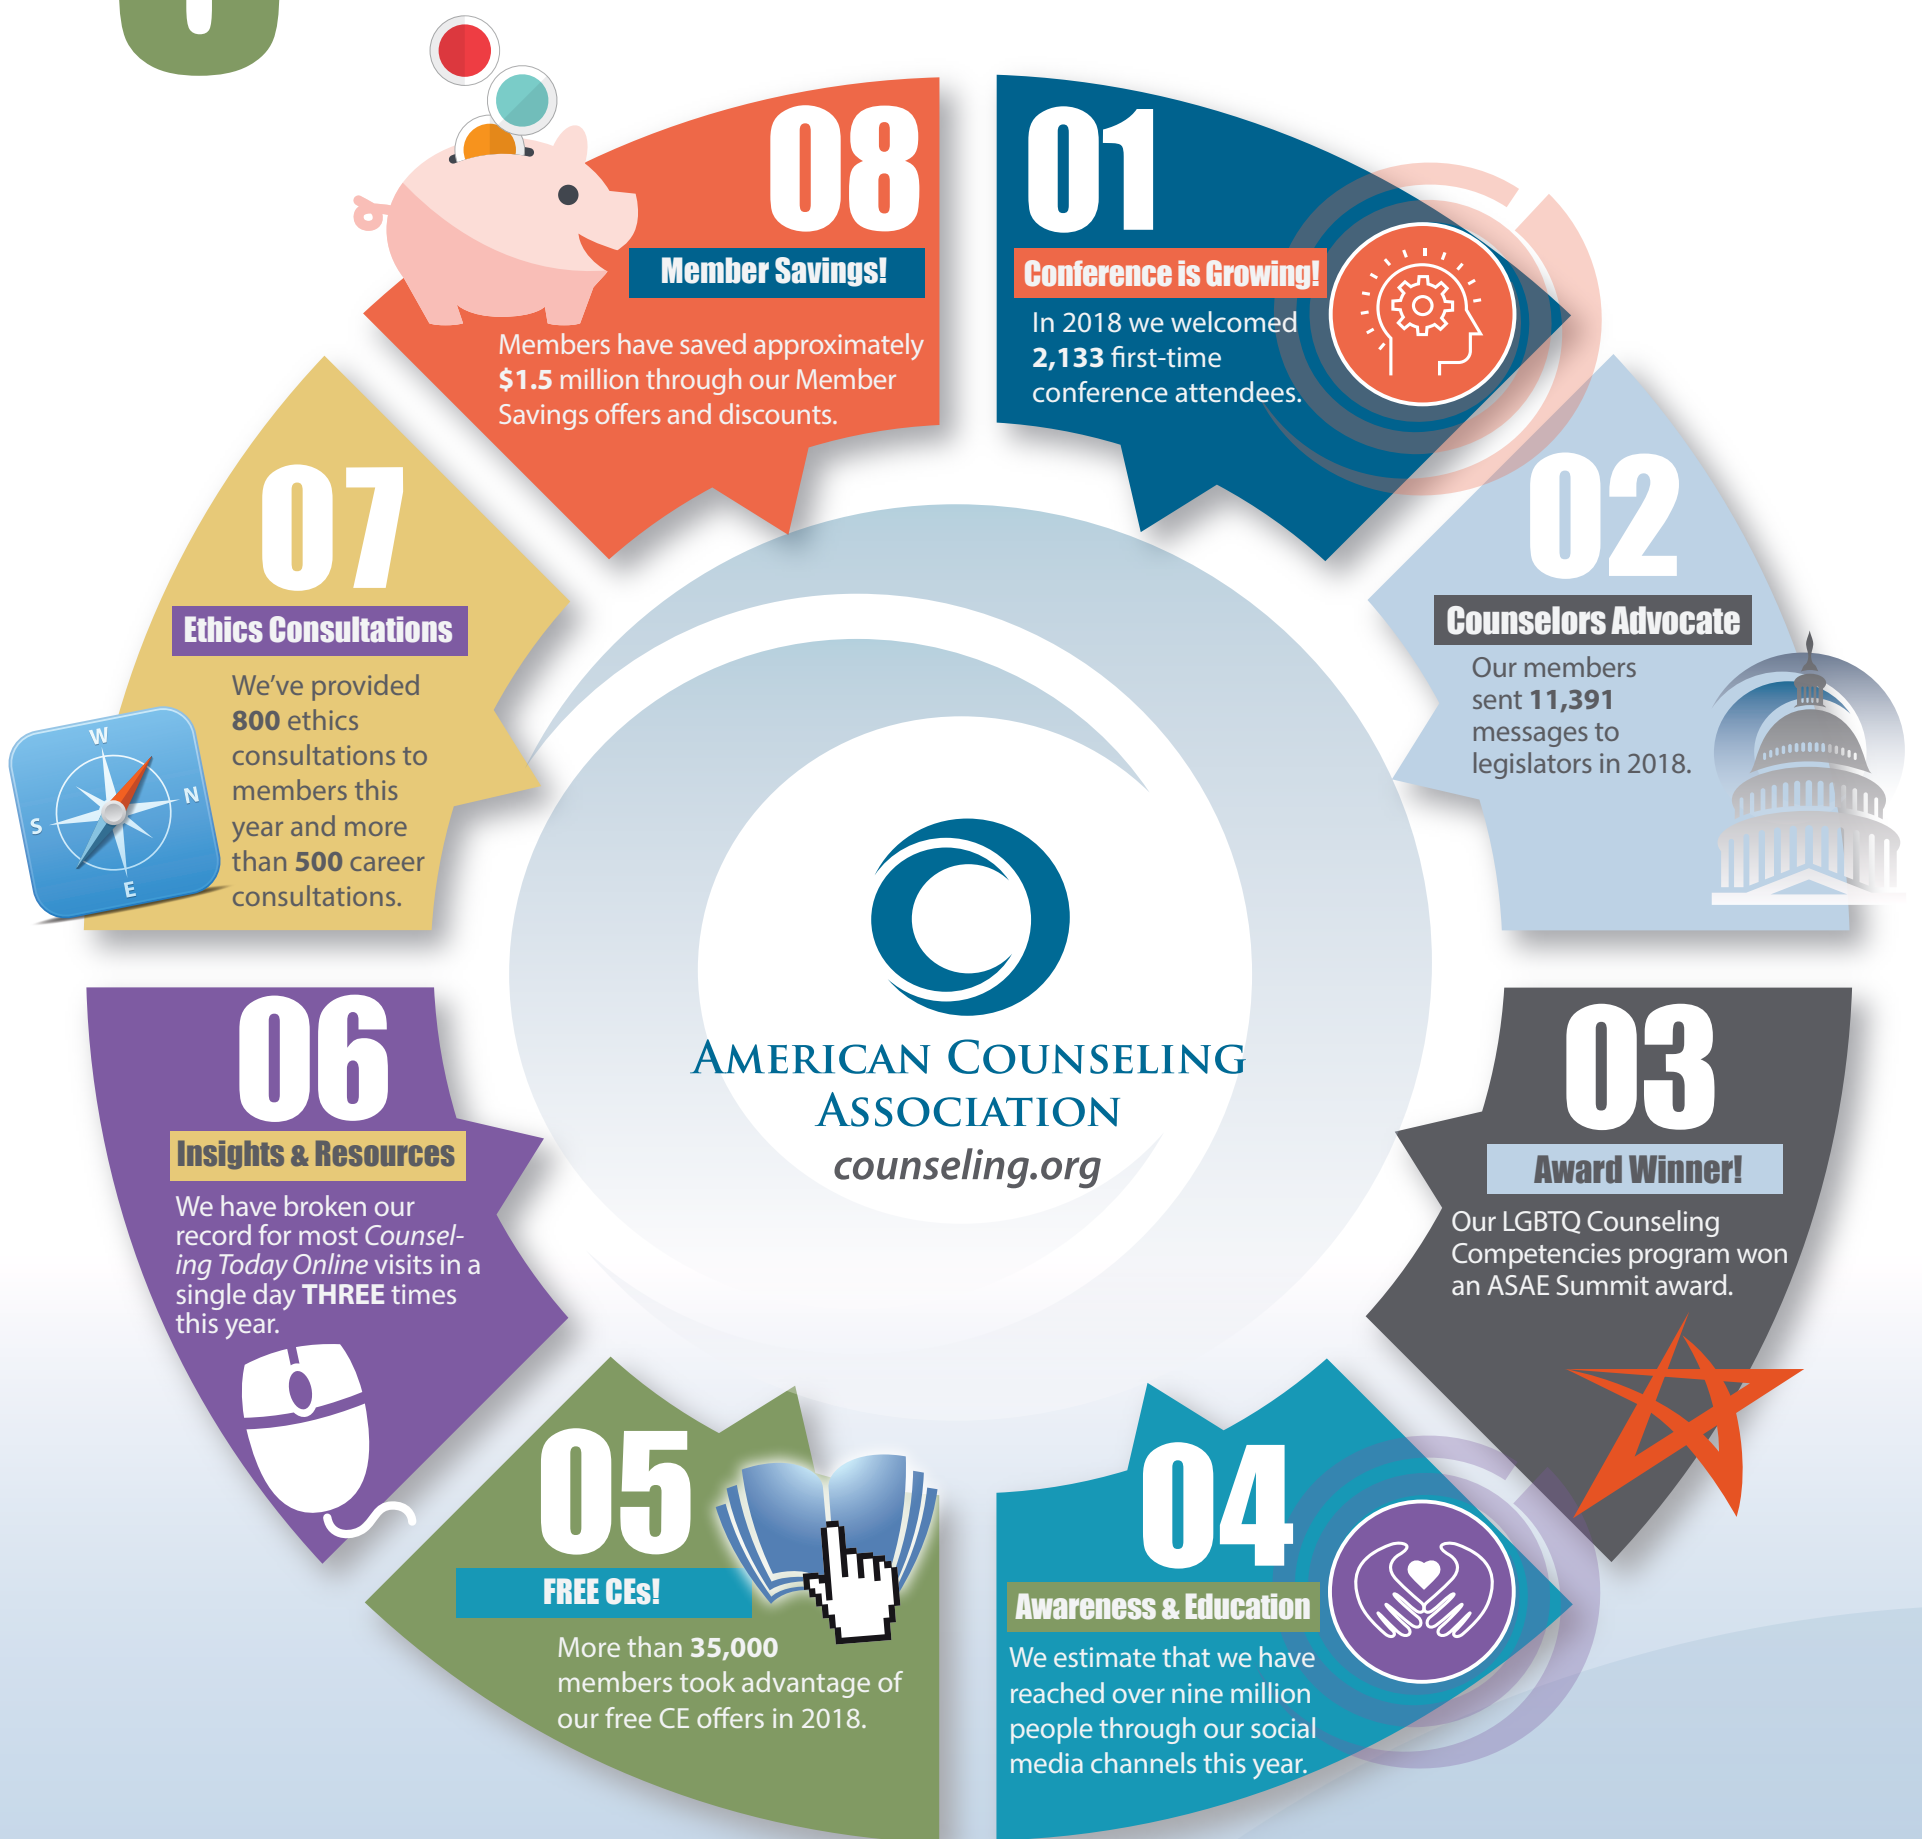 01
Conference is Growing!
In 2018 we welcomed
2,133 first-time
conference attendees.
02
Counselors Advocate
Our members
sent 11,391
messages to
legislators in 2018.
03
Award Winner!
Our LGBTQ Counseling
Competencies program won
an ASAE Summit award.
04
Awareness & Education
We estimate that we have
reached over nine million
people through our social
media channels this year.
05
FREE CEs!
More than 35,000
members took advantage of
our free CE offers in 2018.
06
Insights & Resources
We have broken our
record for most Counsel-
ing Today Online visits in a
single day THREE times
this year.
07
Ethics Consultations
We've provided
800 ethics
consultations to
members this
year and more
than 500 career
consultations.
W
N
S
E
08
Member Savings!
Members have saved approximately
$1.5 million through our Member
Savings offers and discounts.
AMERICAN COUNSELING
ASSOCIATION
counseling.org